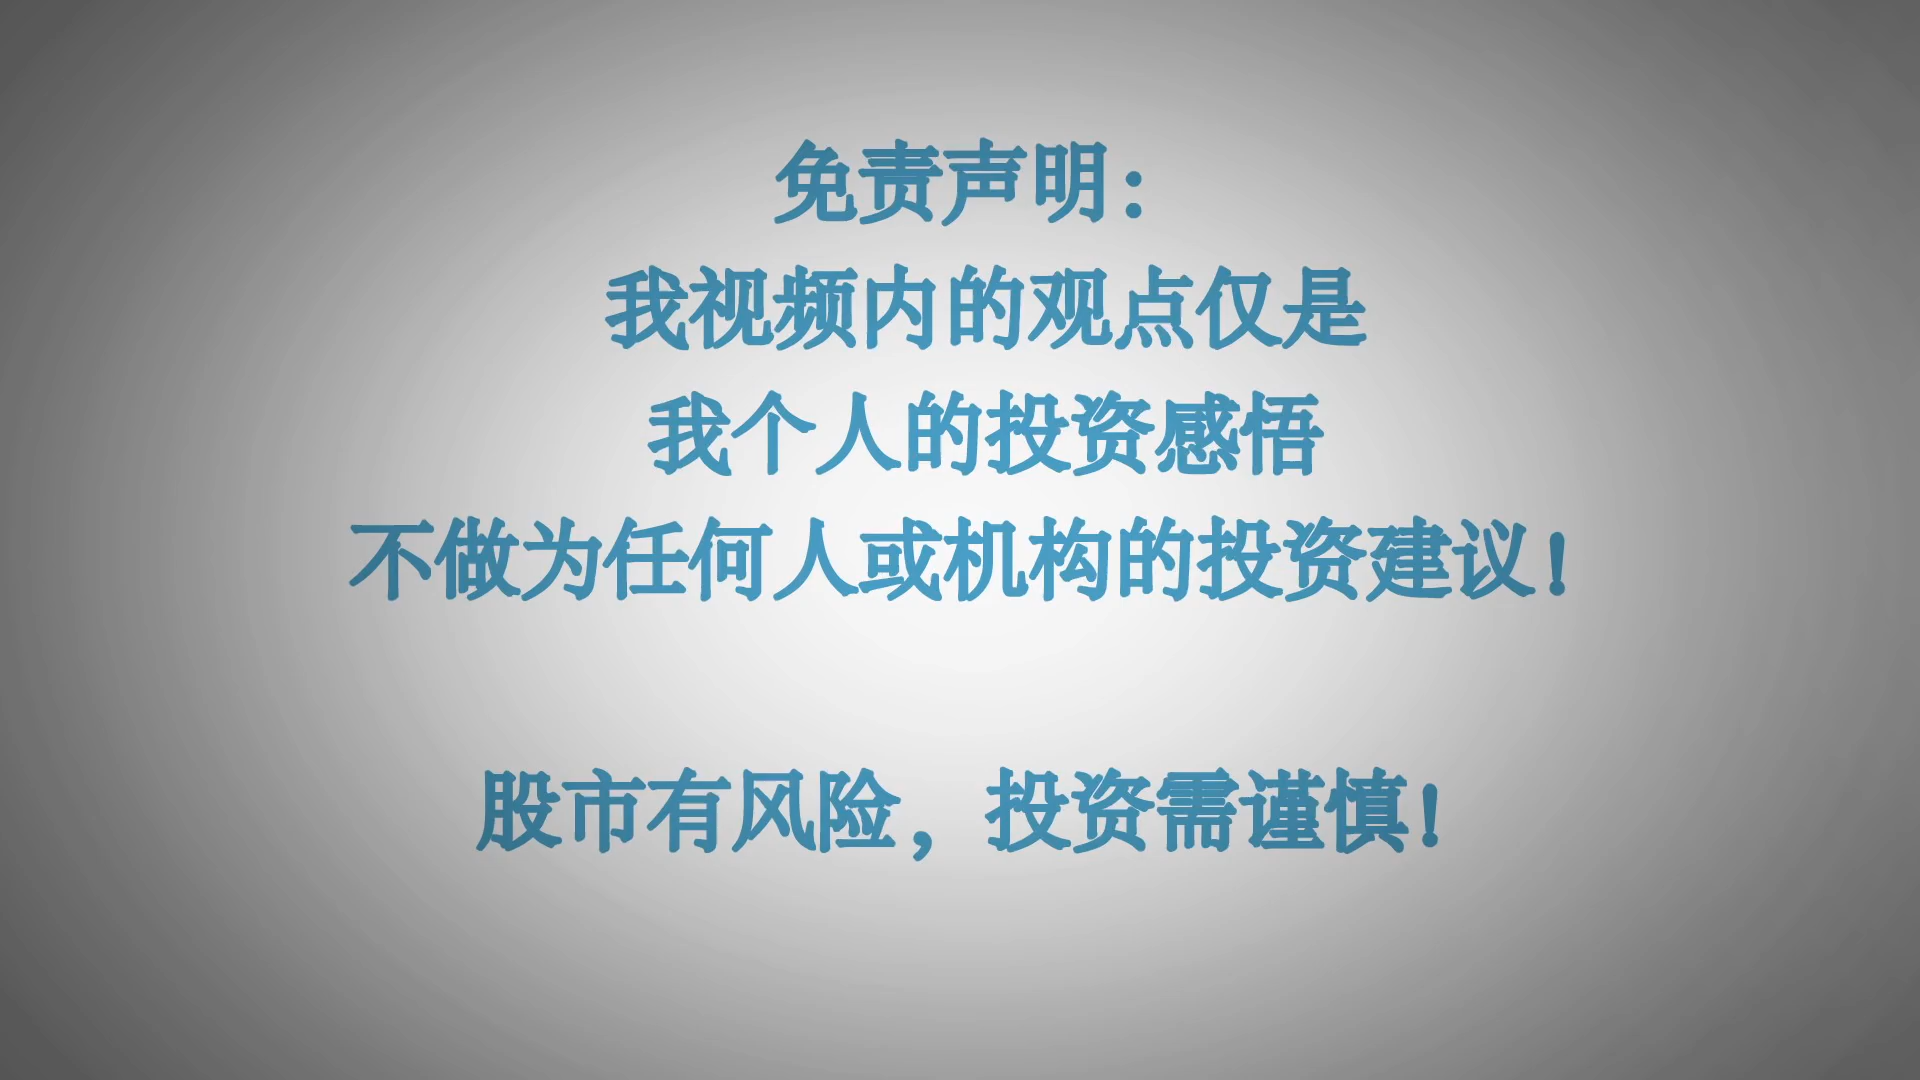 免责声明：
我视频内的观点仅是
我个人的投资感悟
不做为任何人或机构的投资建议！
股市有风险，投资需谨慎！